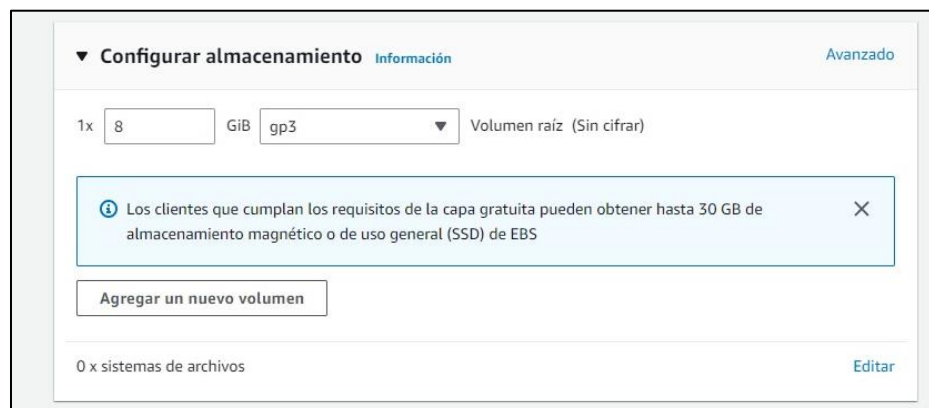 Configurar almacenamiento Información Avanzado
1x 8 GiB gp3 Volumen raíz (Sin cifrar)
Los clientes que cumplan los requisitos de la capa gratuita pueden obtener hasta 30 GB de
almacenamiento magnético o de uso general (SSD) de EBS
Agregar un nuevo volumen
0 x sistemas de archivos Editar